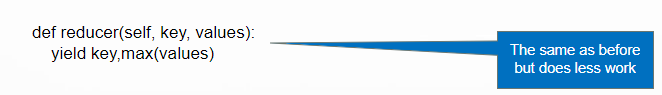 def reducer(self, key, values):
yield key,max(values)
The same as before
but does less work